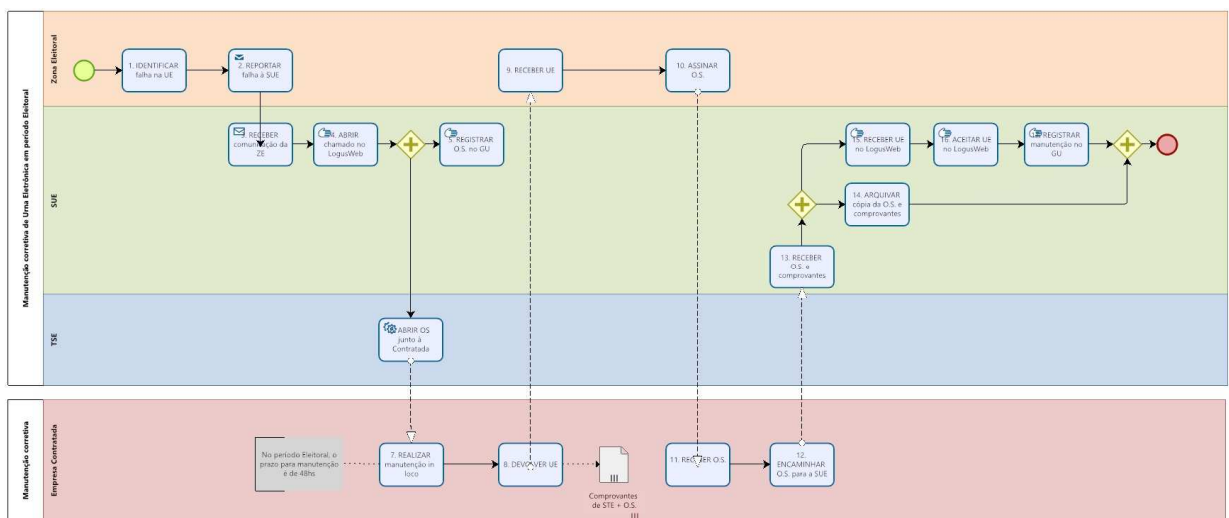 Manutenção corretiva de Urna Eletrônica em período Eleitoral
Zona Eleitoral
1. IDENTIFICAR
falha na UE
2. REPORTAR
falha à SUE
9. RECEBER UE
10. ASSINAR
O.S.
SUE
3. RECEBER
comunicação da
ZE
4. ABRIR
chamado no
LogusWeb
5. REGISTRAR
O.S. no GU
15. RECEBER UE
no LogusWeb
16. ACEITAR UE
no LogusWeb
REGISTRAR
manutenção no
GU
14. ARQUIVAR
cópia da O.S. e
comprovantes
13. RECEBER
O.S. e
comprovantes
TSE
ABRIR OS
junto à
Contratada
Manutenção corretiva
Empresa Contratada
No período Eleitoral, o
prazo para manutenção
é de 48hs
7. REALIZAR
manutenção in
loco
8. DEVOLVER UE
Comprovantes
de STE + O.S.
11. RECEBER O.S.
12.
ENCAMINHAR
O.S. para a SUE